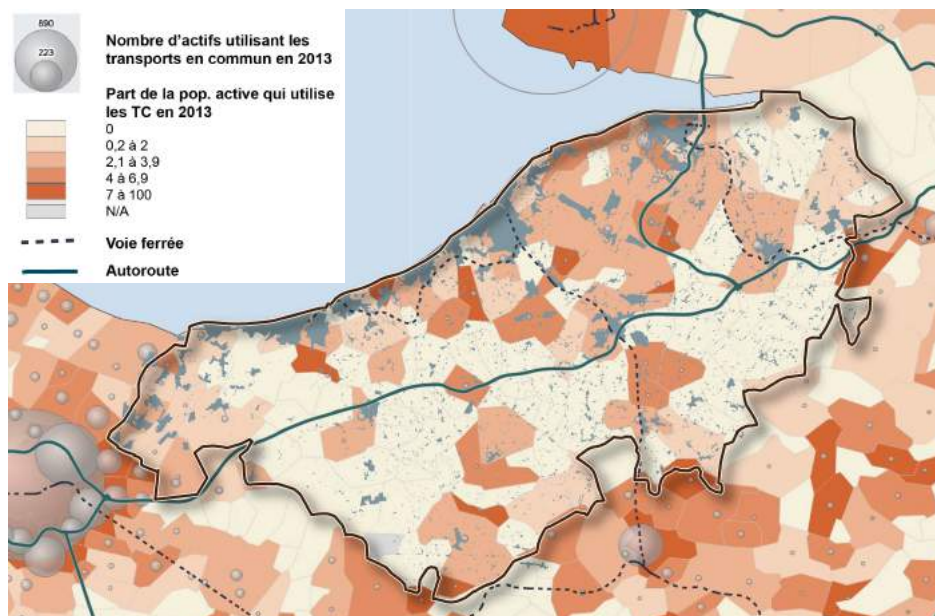 890
223
Nombre d'actifs utilisant les
transports en commun en 2013
Part de la pop. active qui utilise
les TC en 2013
0
0,2 à 2
2,1 à 3,9
4 à 6,9
7 à 100
N/A
Voie ferrée
Autoroute